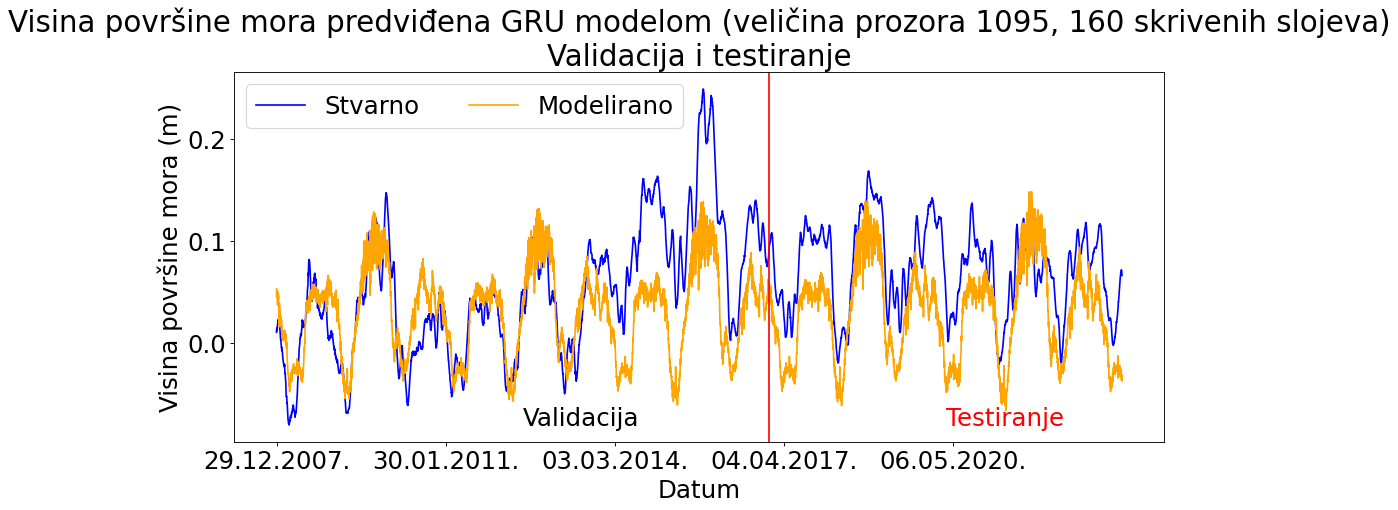 Visina površine mora predviđena GRU modelom (veličina prozora 1095, 160 skrivenih slojeva)
Validacija i testiranje
Stvarno
Modelirano
Visina površine mora (m)
0.2
0.1
0.0
Validacija
Testiranje
29.12.2007.
30.01.2011.
03.03.2014.
04.04.2017.
06.05.2020.
Datum